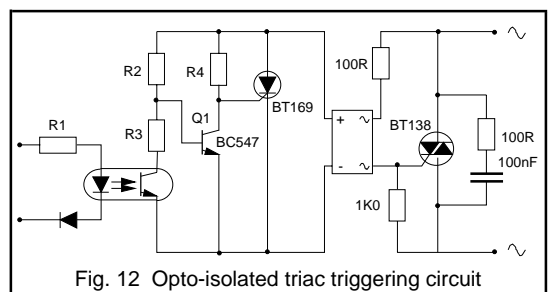 R2
R4
100R
BT169
Q1
BC547
BT138
R1
R3
+
-
100R
100nF
1K0
Fig. 12 Opto-isolated triac triggering circuit